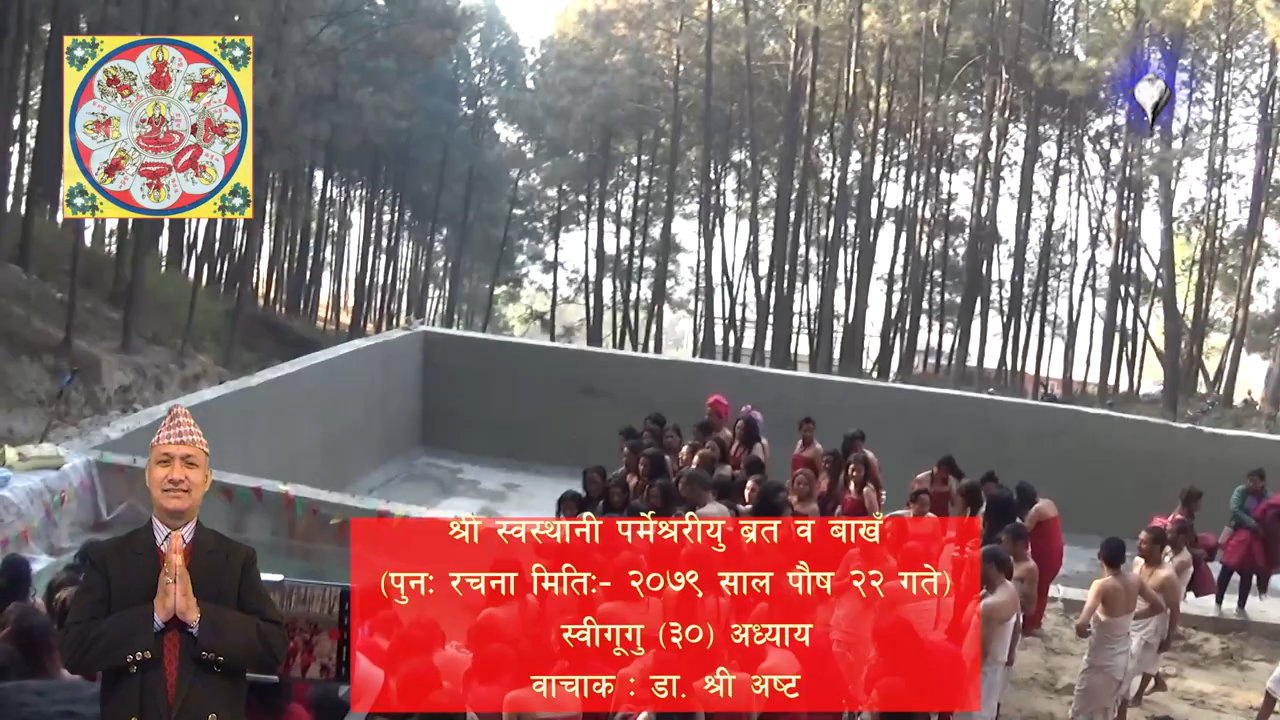 श्री स्वस्थानी पर्मेश्वरीयु ब्रत व बाखँ
(पुनः रचना मितिः- २०७९ साल पौष २२ गते)
स्वीगूगु (३०) अध्याय
वाचाक : डा. श्री अष्ट